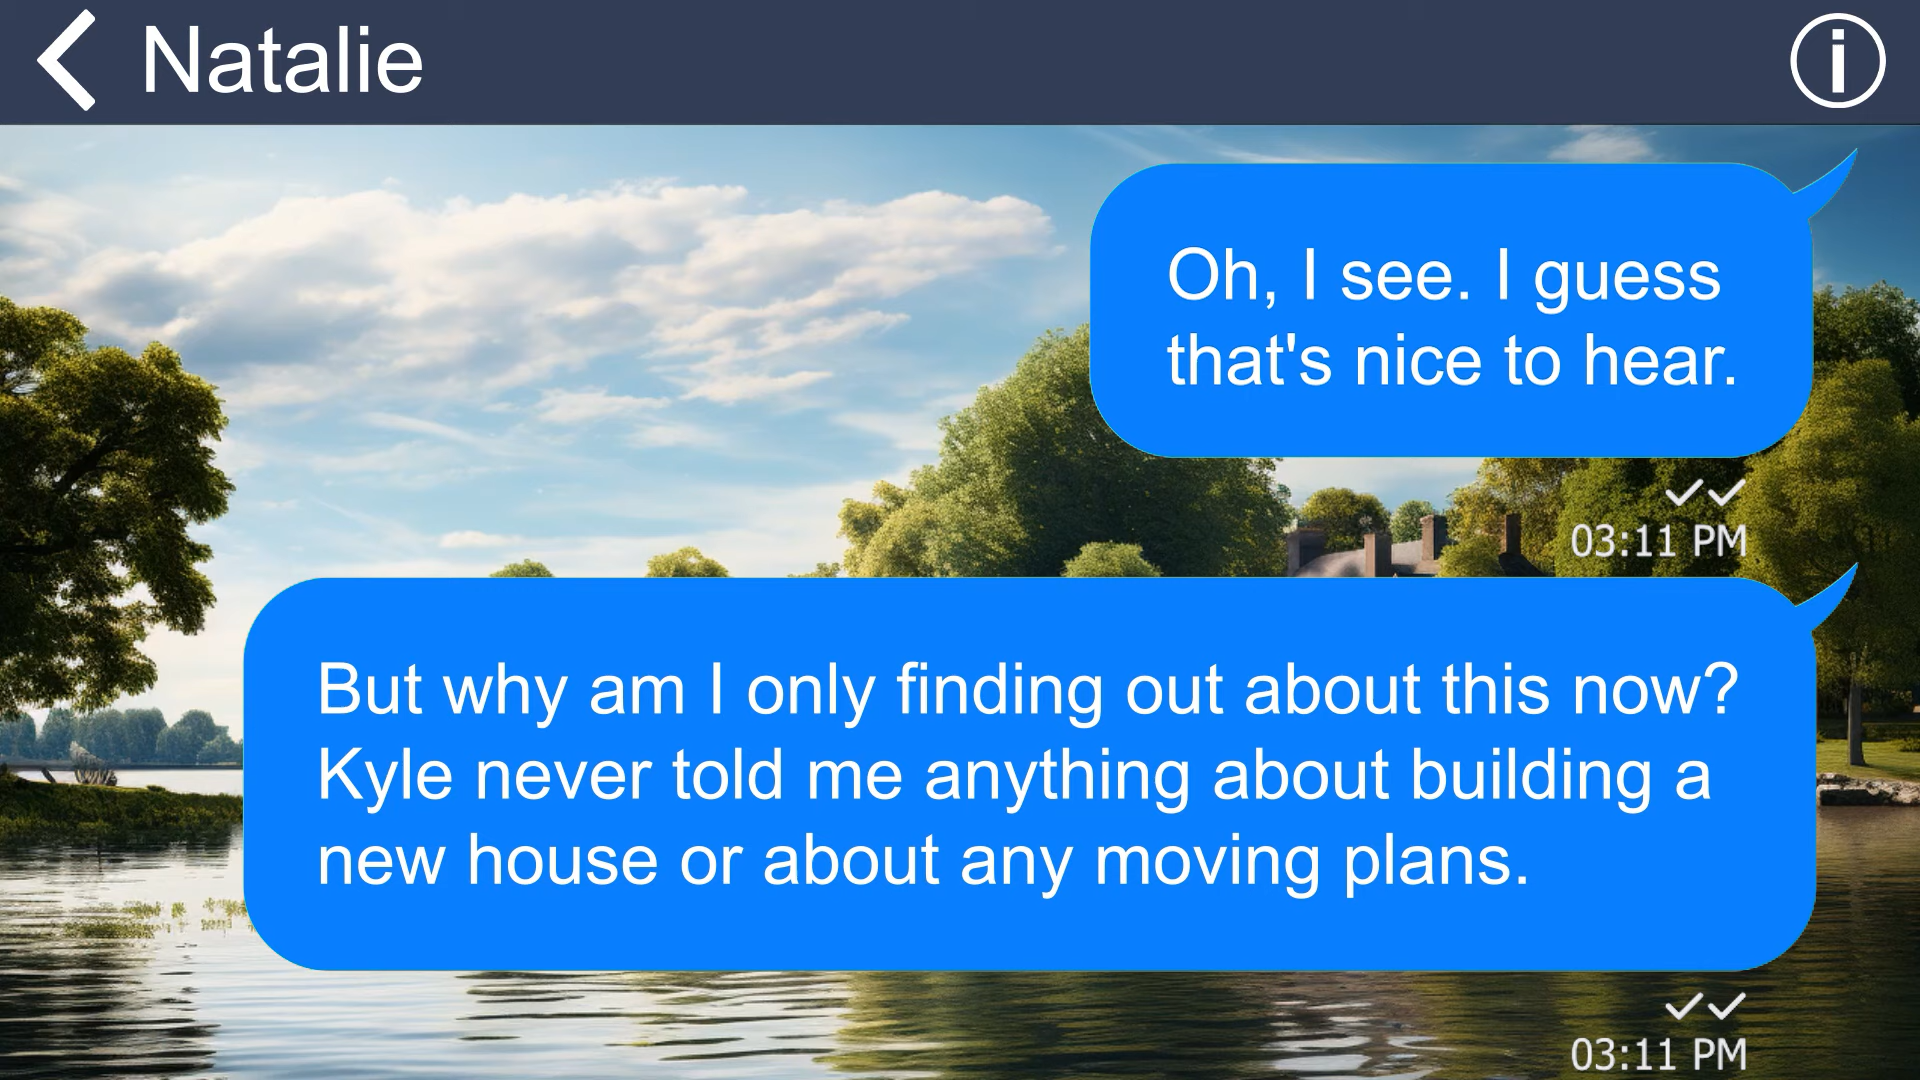 Natalie
Oh, I see. I guess
that's nice to hear.
03:11 PM
But why am I only finding out about this now?
Kyle never told me anything about building a
new house or about any moving plans.
03:11 PM